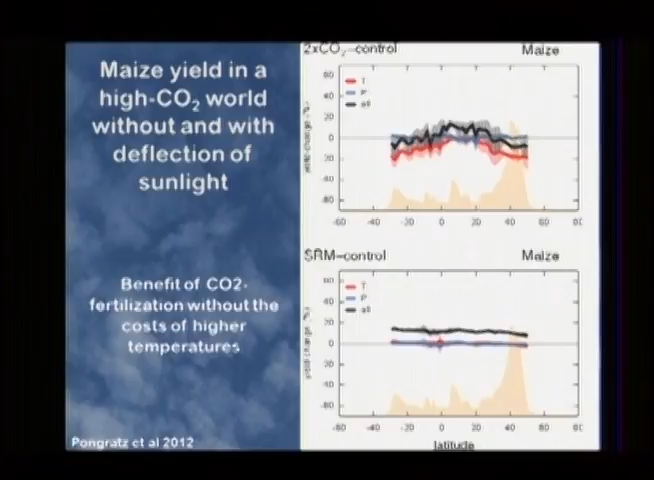 Maize yield in a
high-CO₂ world
without and with
deflection of
sunlight
Benefit of CO2-
fertilization without the
costs of higher
temperatures
Pongratz et al 2012
2xCO₂-control Maize
T
P
all
60
40
20
0
-20
-40
-60
-60 -40 -20 0 20 40 60
SRM-control Maize
T
P
all
60
40
20
0
-20
-40
-60
-60 -40 -20 0 20 40 60
latitude